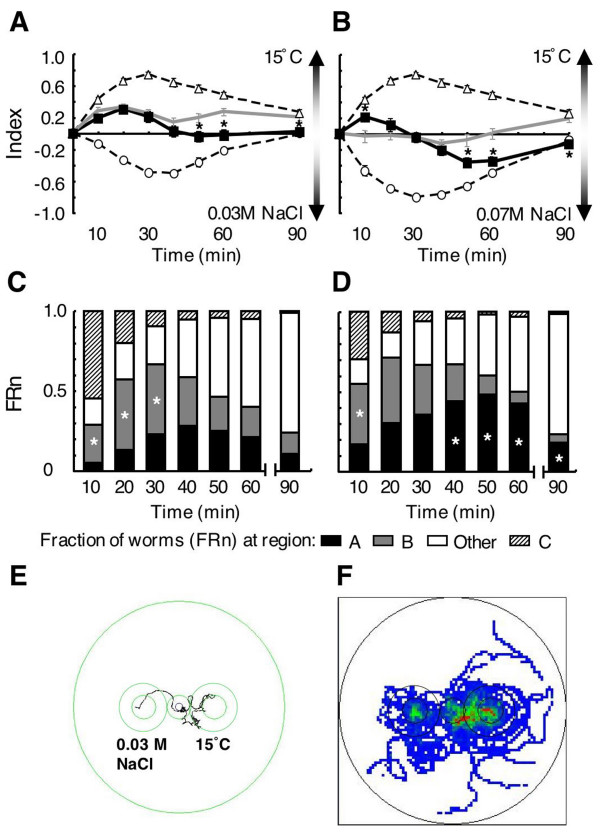 A
B
1.0
0.6
0.2
-0.2
-0.6
-1.0
Index
15°C
0.03M NaCl
* * *
10 30 60 90
Time (min)
15°C
0.07M NaCl
* * * *
10 30 60 90
Time (min)
C
D
1.0
0.5
0
FRn
* * *
10 20 30 40 50 60 90
Time (min)
* * * * *
10 20 30 40 50 60 90
Time (min)
Fraction of worms (FRn) at region: A B Other C
E
F
0.03 M 15°C
NaCl